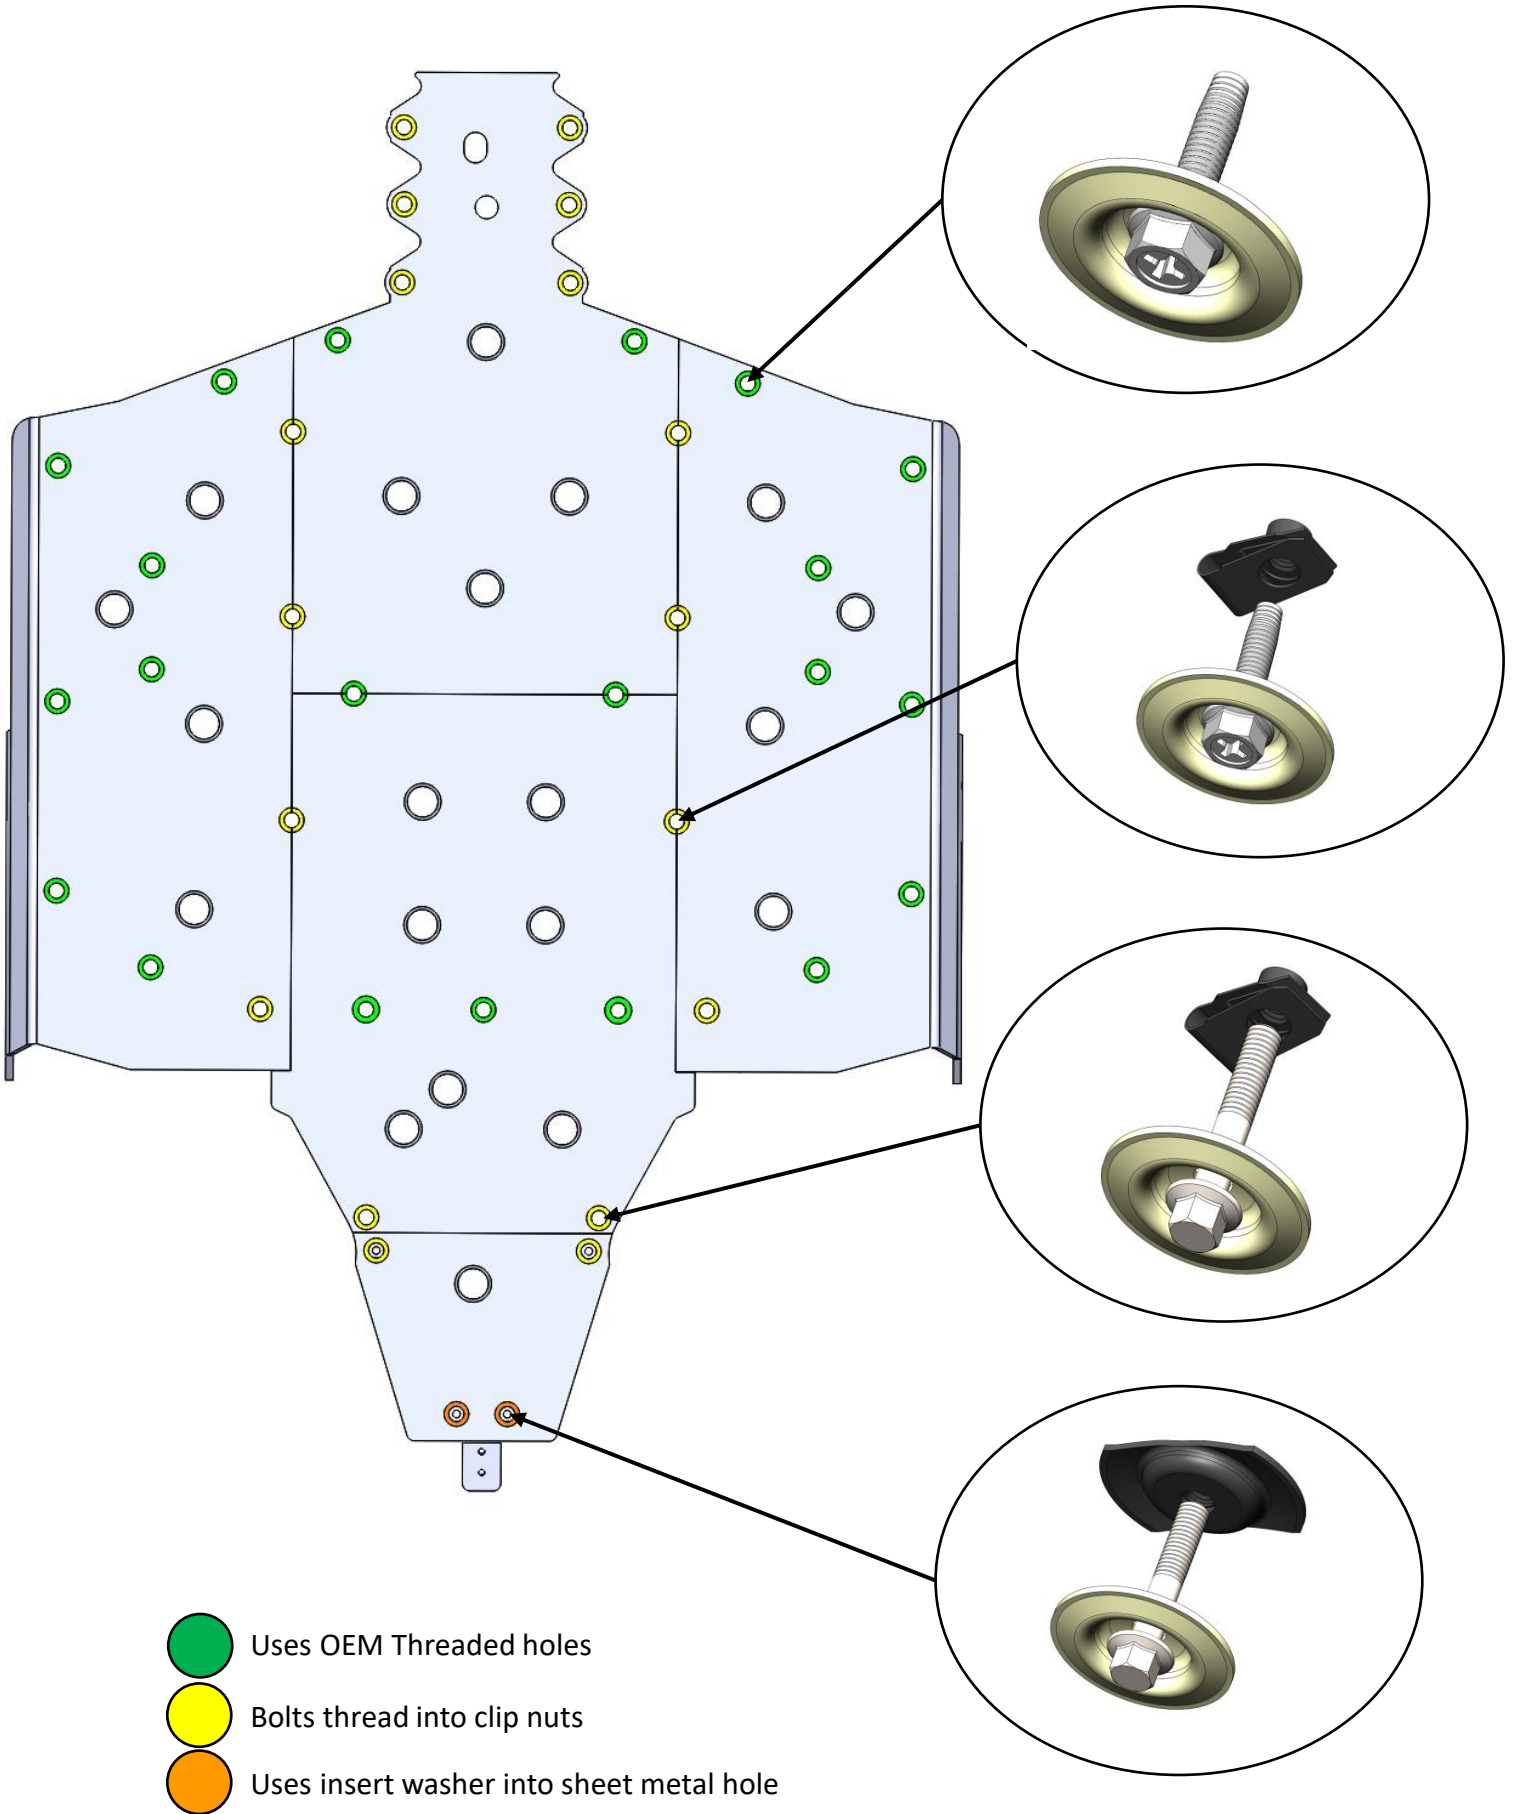 Uses OEM Threaded holes
Bolts thread into clip nuts
Uses insert washer into sheet metal hole